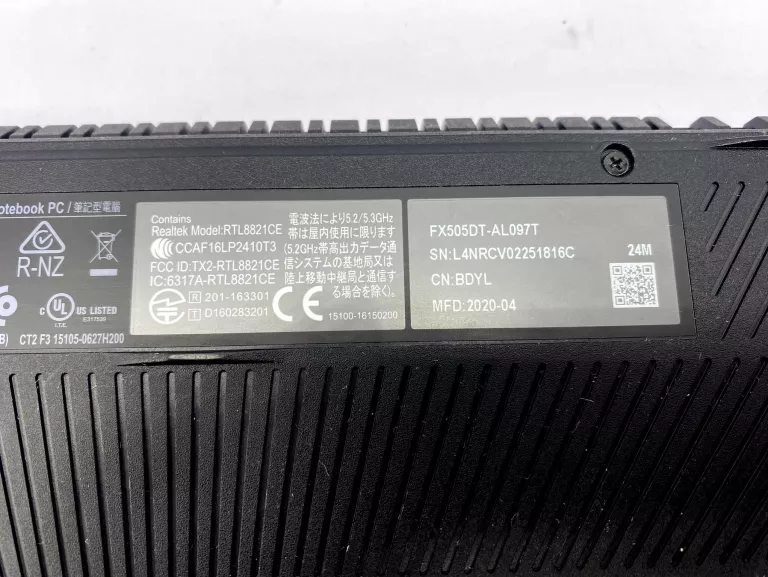 otebook PC / 筆記型電腦
R-NZ
c UL US LISTED
I.T.E. E317539
B) CT2 F3 15105-0627H200
Contains
Realtek Model:RTL8821CE
CCAF16LP2410T3
FCC ID:TX2-RTL8821CE
IC:6317A-RTL8821CE
R 201-163301
T D160283201
CE
電波法により5.2/5.3GHz
帯は屋内使用に限ります
(5.2GHz帯高出力データ通
信システムの基地局又は
陸上移動中継局と通信す
る場合を除く)。
15100-16150200
FX505DT-AL097T
SN:L4NRCV02251816C
24M
CN:BDYL
MFD:2020-04